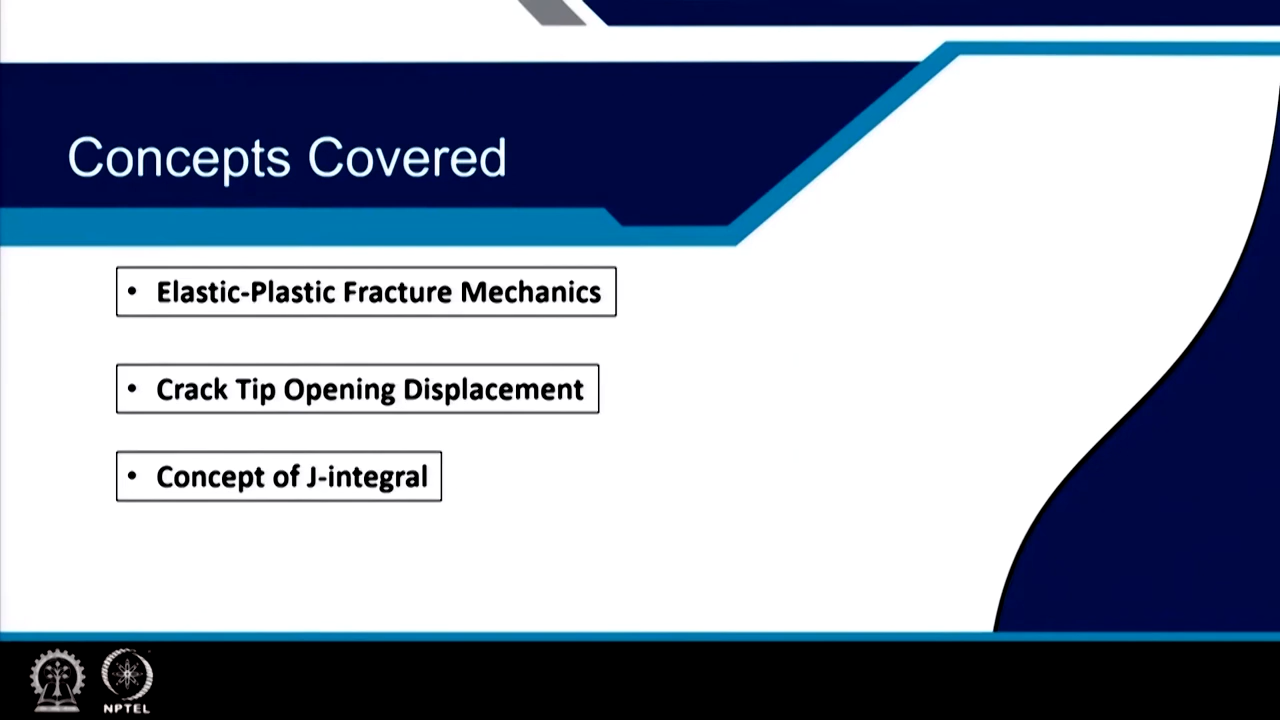 Concepts Covered
• Elastic-Plastic Fracture Mechanics
• Crack Tip Opening Displacement
• Concept of J-integral
NPTEL